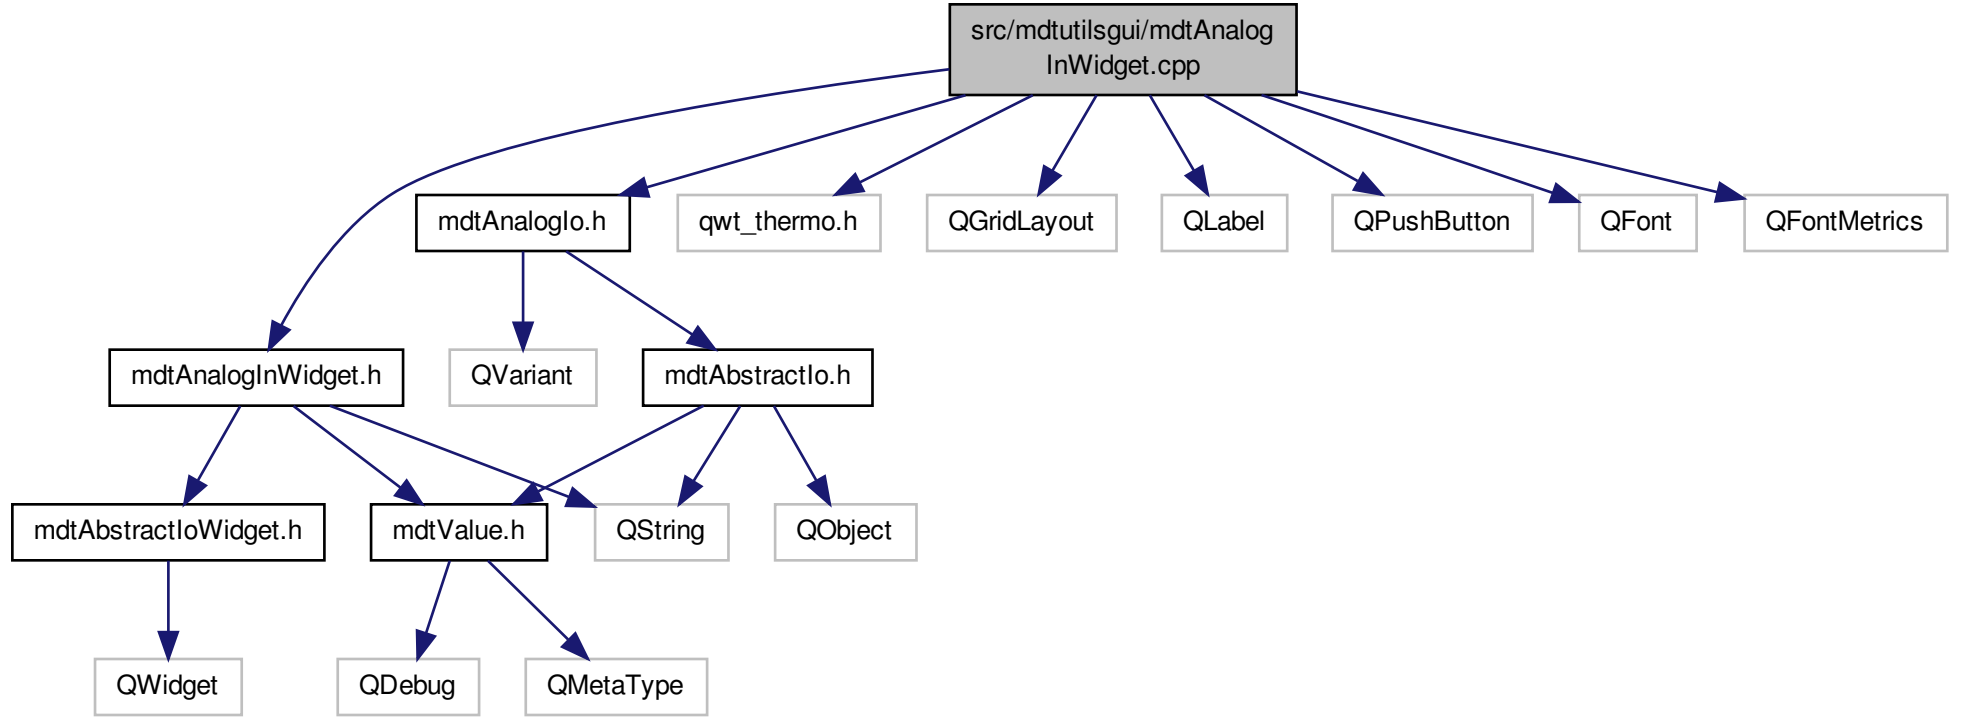 src/mdtutilsgui/mdtAnalog
InWidget.cpp
mdtAnalogIo.h
qwt_thermo.h
QGridLayout
QLabel
QPushButton
QFont
QFontMetrics
mdtAnalogInWidget.h
QVariant
mdtAbstractIo.h
mdtAbstractIoWidget.h
mdtValue.h
QString
QObject
QWidget
QDebug
QMetaType